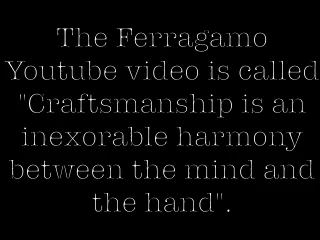 The Ferragamo
Youtube video is called
"Craftsmanship is an
inexorable harmony
between the mind and
the hand".